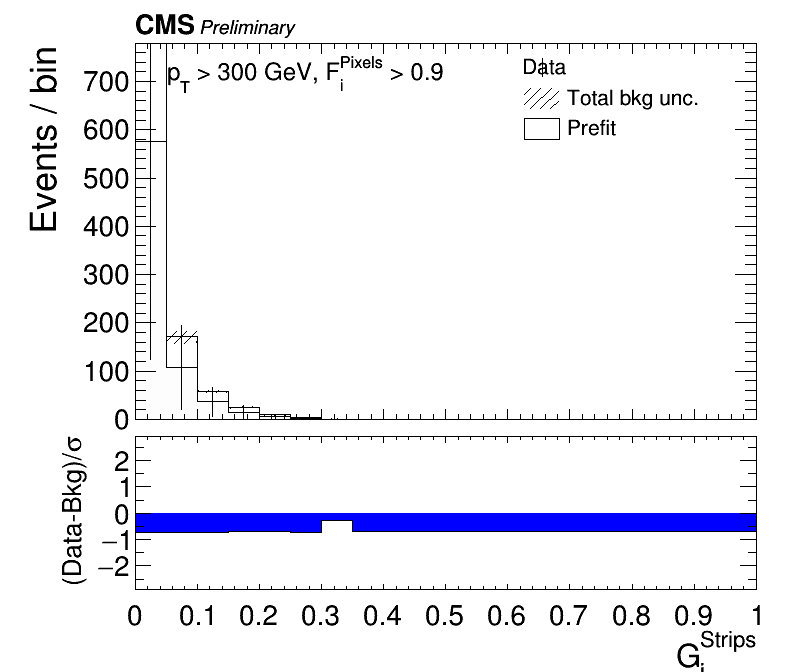 CMS Preliminary
p_T > 300 GeV, F_i^Pixels > 0.9
Data
Total bkg unc.
Prefit
Events / bin
700
600
500
400
300
200
100
0
(Data-Bkg)/σ
2
1
0
−1
−2
0 0.1 0.2 0.3 0.4 0.5 0.6 0.7 0.8 0.9 1
G_i^Strips